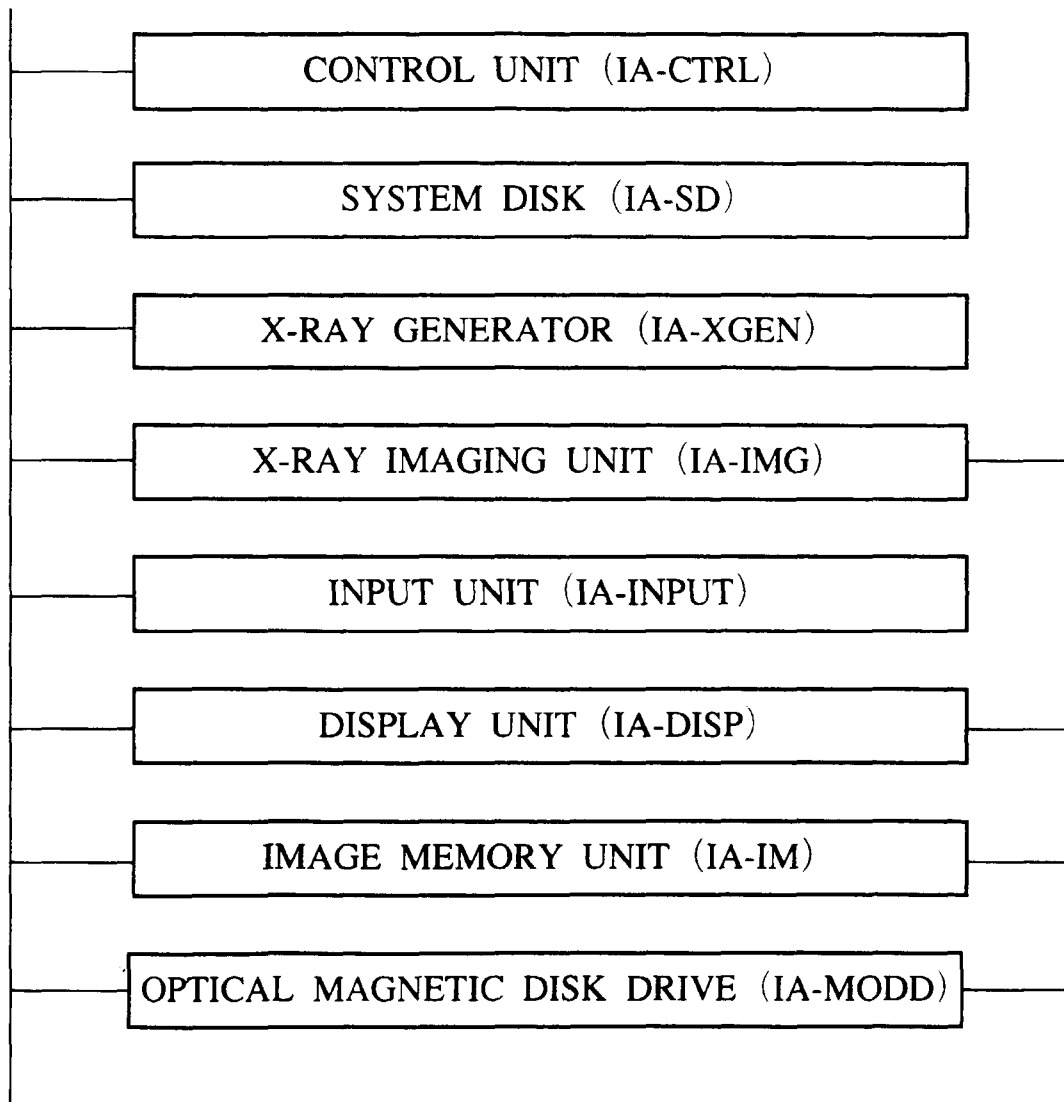 CONTROL UNIT (IA-CTRL)
SYSTEM DISK (IA-SD)
X-RAY GENERATOR (IA-XGEN)
X-RAY IMAGING UNIT (IA-IMG)
INPUT UNIT (IA-INPUT)
DISPLAY UNIT (IA-DISP)
IMAGE MEMORY UNIT (IA-IM)
OPTICAL MAGNETIC DISK DRIVE (IA-MODD)